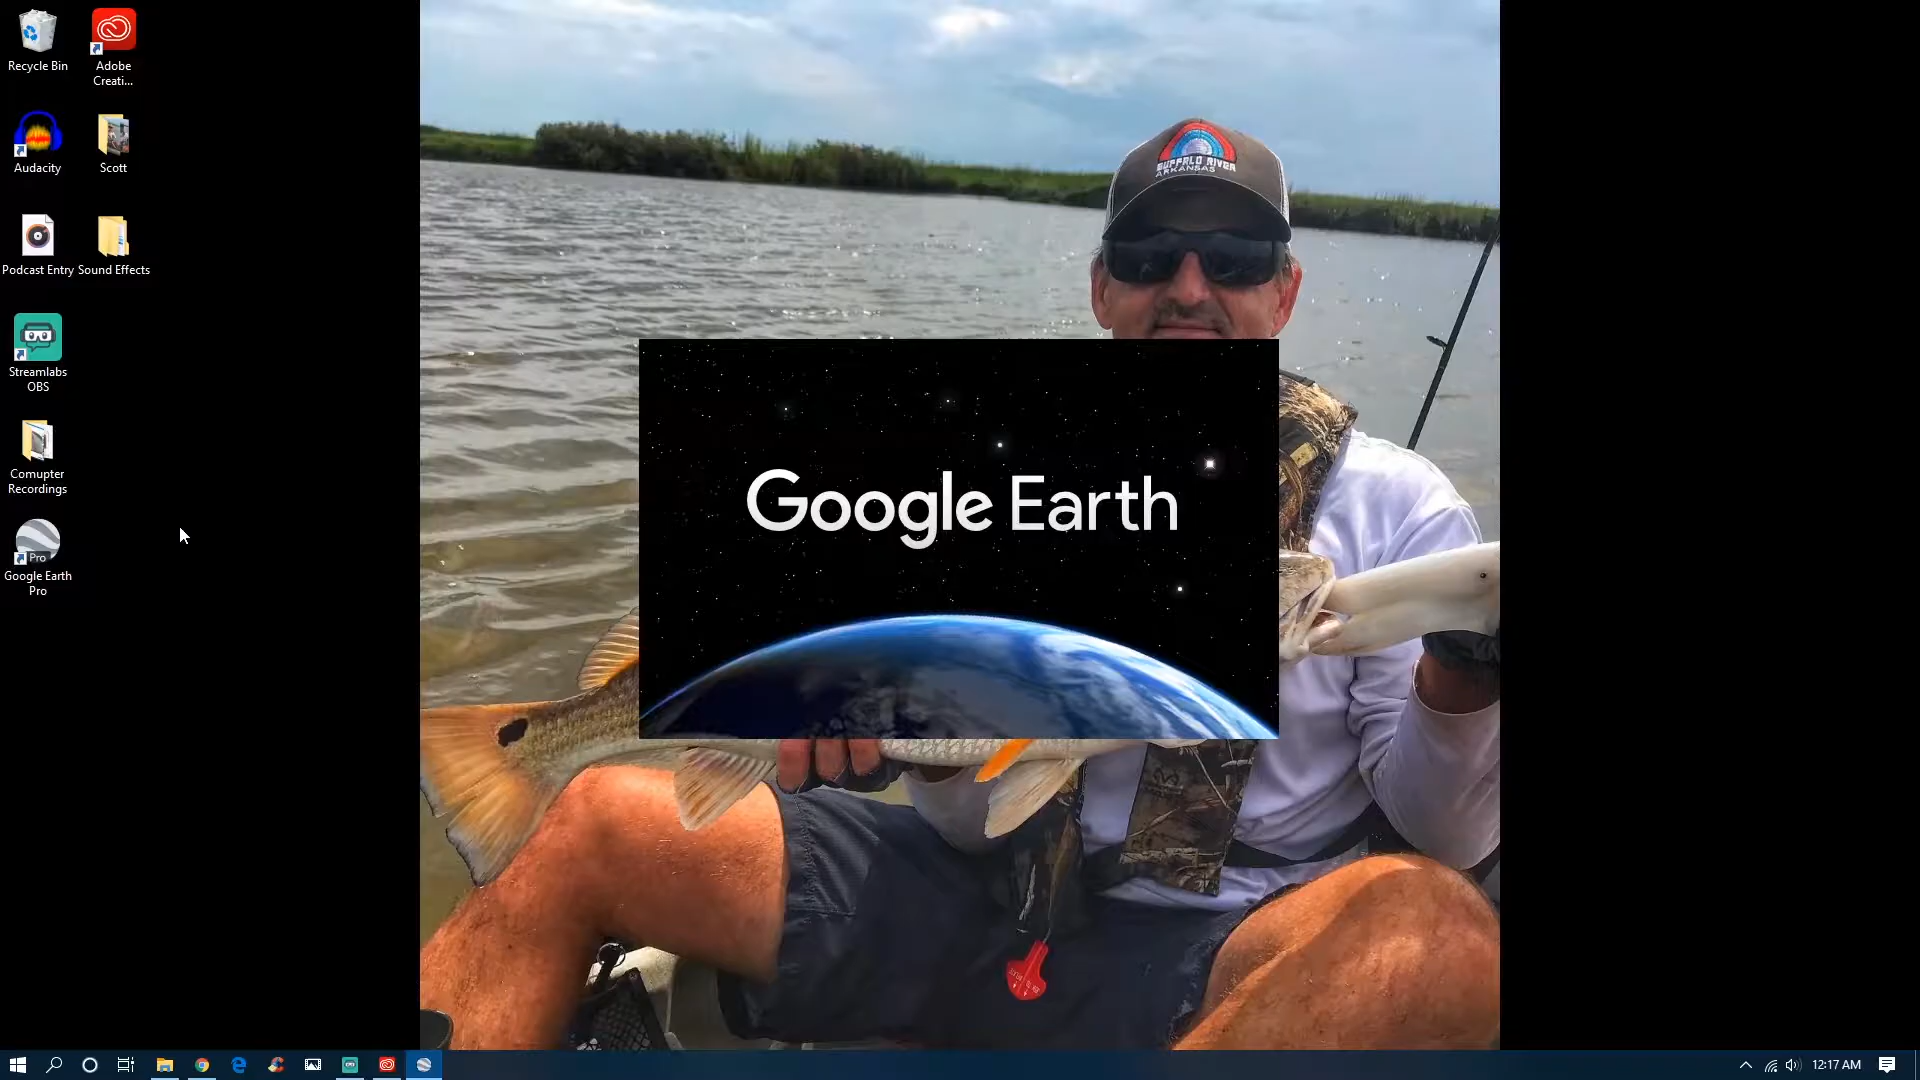 Recycle Bin
Adobe
Creati...
Audacity
Scott
Podcast Entry
Sound Effects
Streamlabs
OBS
Comupter
Recordings
Pro
Google Earth
Pro
BUFFALO RIVER
ARKANSAS
Google Earth
12:17 AM